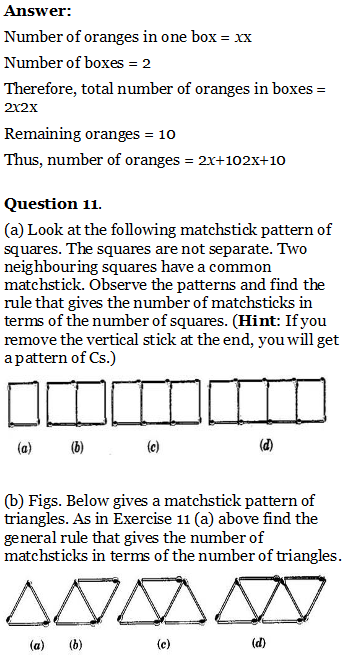 Answer:
Number of oranges in one box = xx
Number of boxes = 2
Therefore, total number of oranges in boxes =
2x2x
Remaining oranges = 10
Thus, number of oranges = 2x+102x+10
Question 11.
(a) Look at the following matchstick pattern of
squares. The squares are not separate. Two
neighbouring squares have a common
matchstick. Observe the patterns and find the
rule that gives the number of matchsticks in
terms of the number of squares. (Hint: If you
remove the vertical stick at the end, you will get
a pattern of Cs.)
(a) (b) (c) (d)
(b) Figs. Below gives a matchstick pattern of
triangles. As in Exercise 11 (a) above find the
general rule that gives the number of
matchsticks in terms of the number of triangles.
(a) (b) (c) (d)